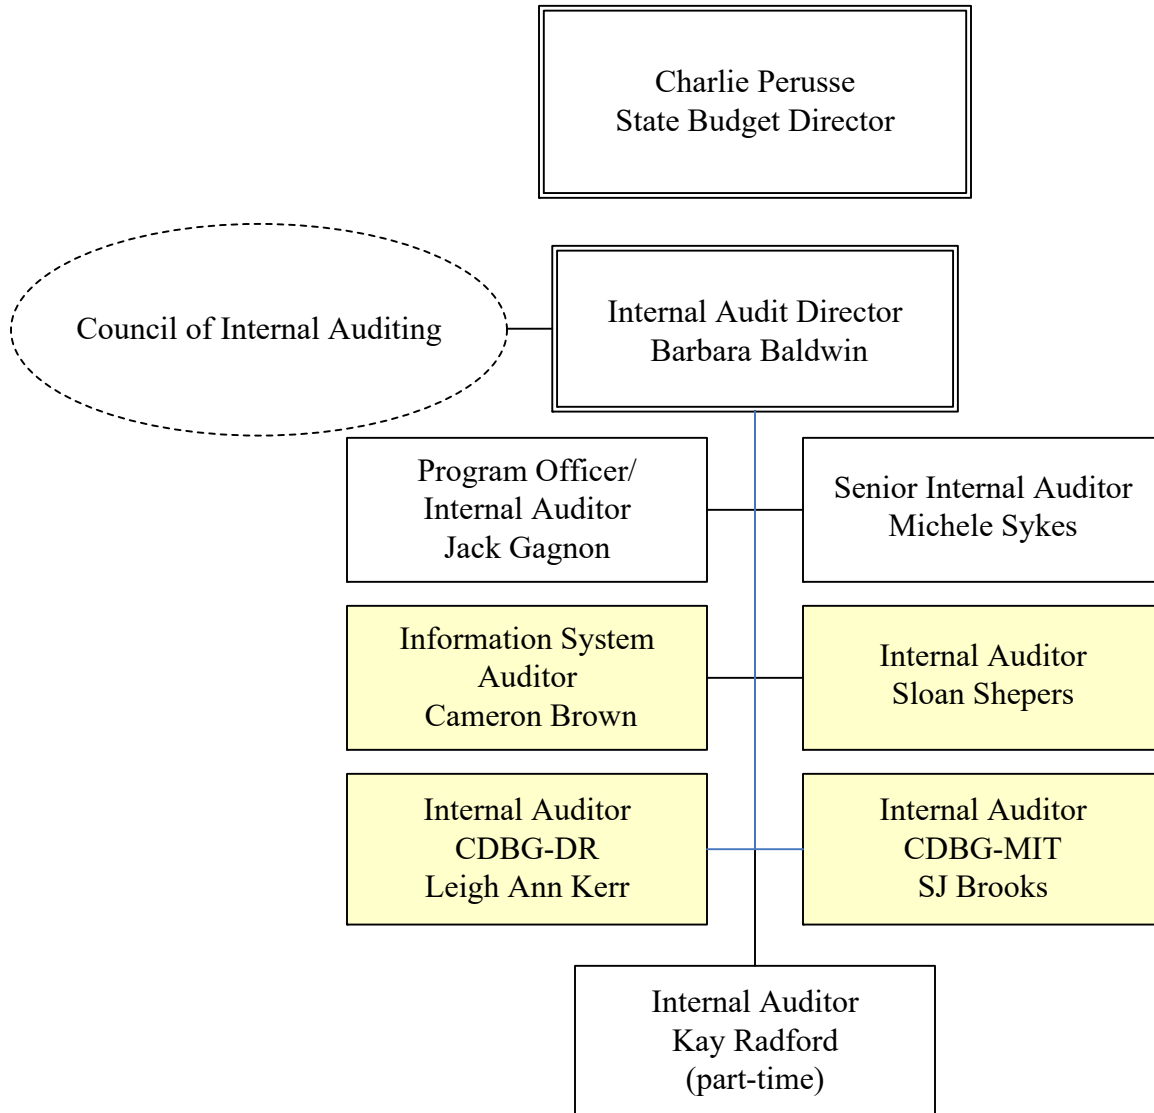 Charlie Perusse
State Budget Director
Council of Internal Auditing
Internal Audit Director
Barbara Baldwin
Program Officer/
Internal Auditor
Jack Gagnon
Senior Internal Auditor
Michele Sykes
Information System
Auditor
Cameron Brown
Internal Auditor
Sloan Shepers
Internal Auditor
CDBG-DR
Leigh Ann Kerr
Internal Auditor
CDBG-MIT
SJ Brooks
Internal Auditor
Kay Radford
(part-time)